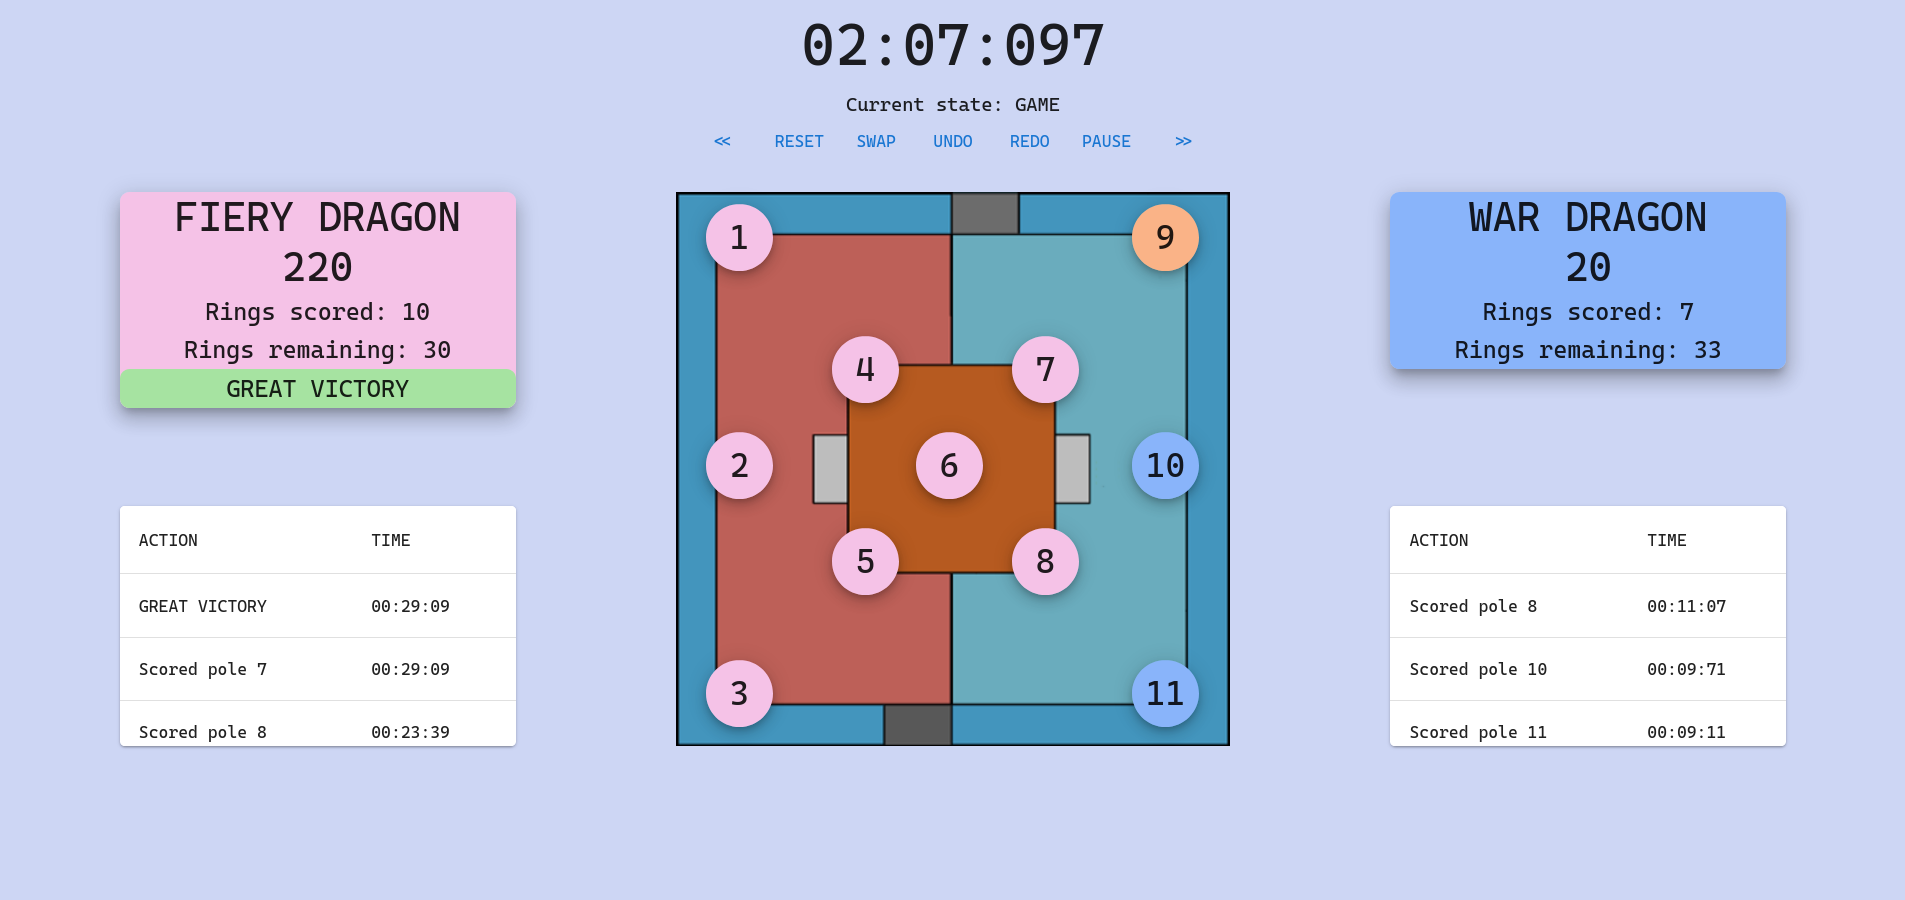 02:07:097
Current state: GAME
<< RESET SWAP UNDO REDO PAUSE >>
FIERY DRAGON
220
Rings scored: 10
Rings remaining: 30
GREAT VICTORY
ACTION TIME
GREAT VICTORY 00:29:09
Scored pole 7 00:29:09
Scored pole 8 00:23:39
1
9
4
7
2
6
10
5
8
3
11
WAR DRAGON
20
Rings scored: 7
Rings remaining: 33
ACTION TIME
Scored pole 8 00:11:07
Scored pole 10 00:09:71
Scored pole 11 00:09:11